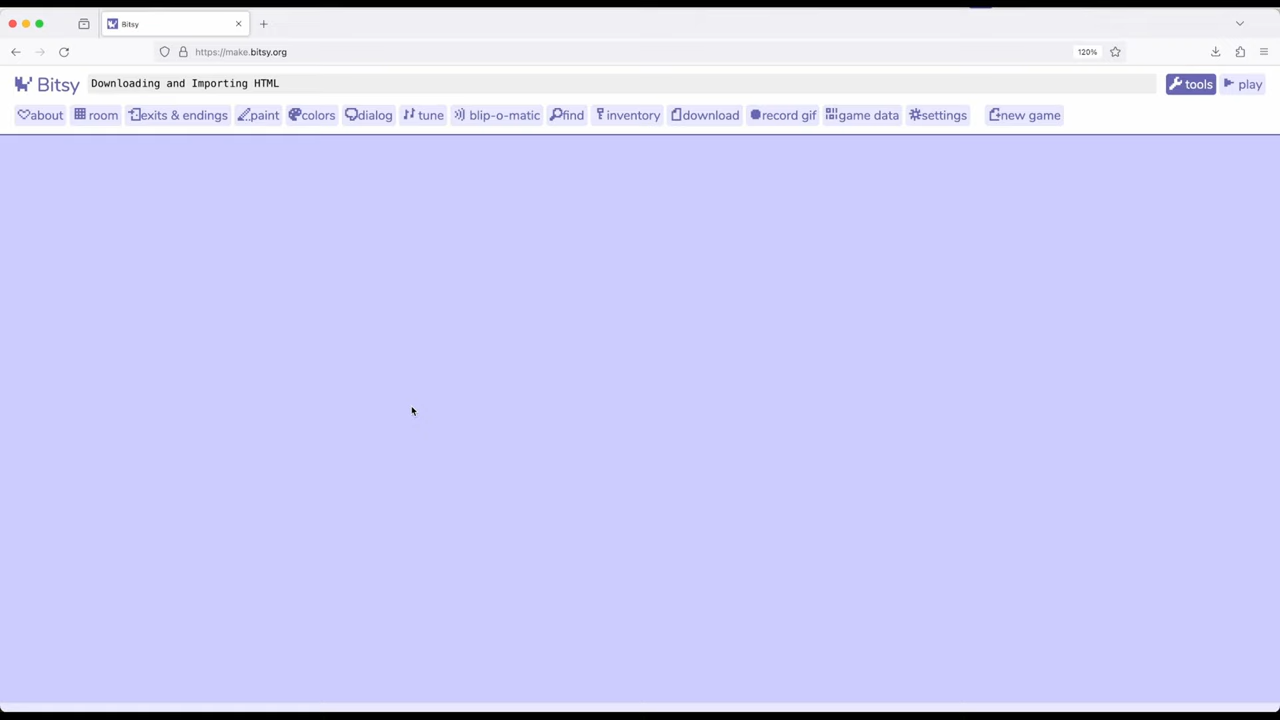 Bitsy
https://make.bitsy.org
120%
Bitsy
Downloading and Importing HTML
tools
play
about
room
exits & endings
paint
colors
dialog
tune
blip-o-matic
find
inventory
download
record gif
game data
settings
new game